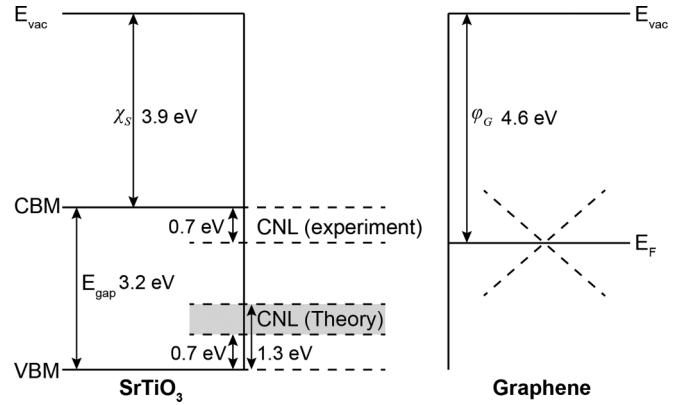 E_vac
E_vac
χ_S 3.9 eV
φ_G 4.6 eV
CBM
0.7 eV
CNL (experiment)
E_F
E_gap 3.2 eV
CNL (Theory)
0.7 eV
1.3 eV
VBM
SrTiO₃
Graphene